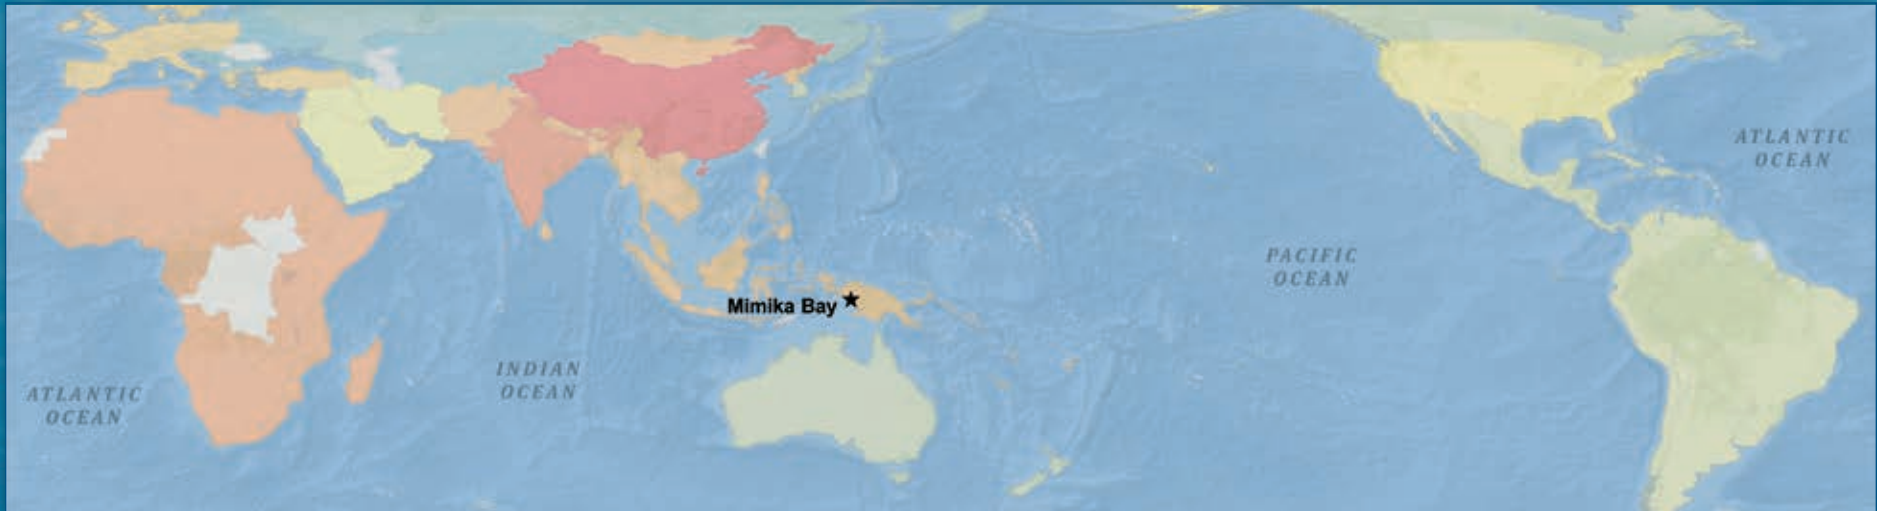 ATLANTIC
OCEAN
PACIFIC
OCEAN
Mimika Bay
INDIAN
OCEAN
ATLANTIC
OCEAN